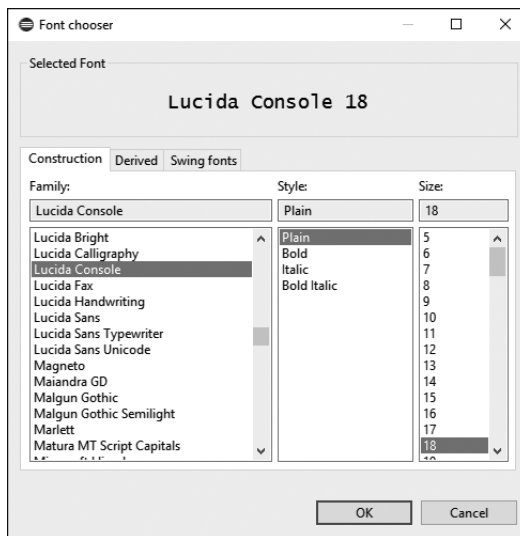 Font chooser
Selected Font
Lucida Console 18
Construction Derived Swing fonts
Family: Style: Size:
Lucida Console Plain 18
Lucida Bright Plain 5
Lucida Calligraphy Bold 6
Lucida Console Italic 7
Lucida Fax Bold Italic 8
Lucida Handwriting 9
Lucida Sans 10
Lucida Sans Typewriter 11
Lucida Sans Unicode 12
Magneto 13
Maiandra GD 14
Malgun Gothic 15
Malgun Gothic Semilight 16
Marlett 17
Matura MT Script Capitals 18
OK Cancel